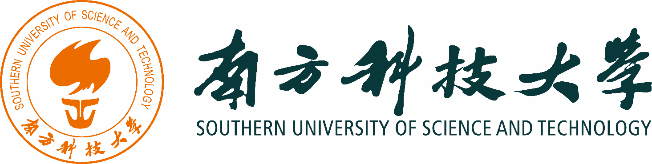 SOUTHERN UNIVERSITY OF SCIENCE AND TECHNOLOGY
南方科技大学
南方科技大学
SOUTHERN UNIVERSITY OF SCIENCE AND TECHNOLOGY